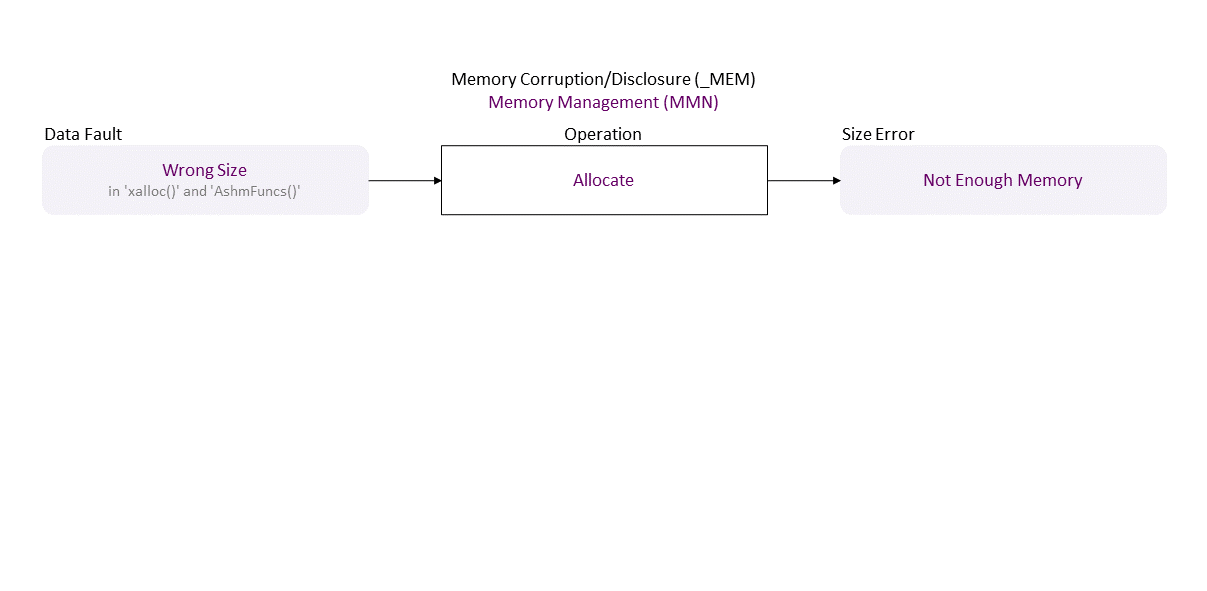 Memory Corruption/Disclosure (_MEM)
Memory Management (MMN)
Data Fault
Operation
Size Error
Wrong Size
in 'xalloc()' and 'AshmFuncs()'
Allocate
Not Enough Memory